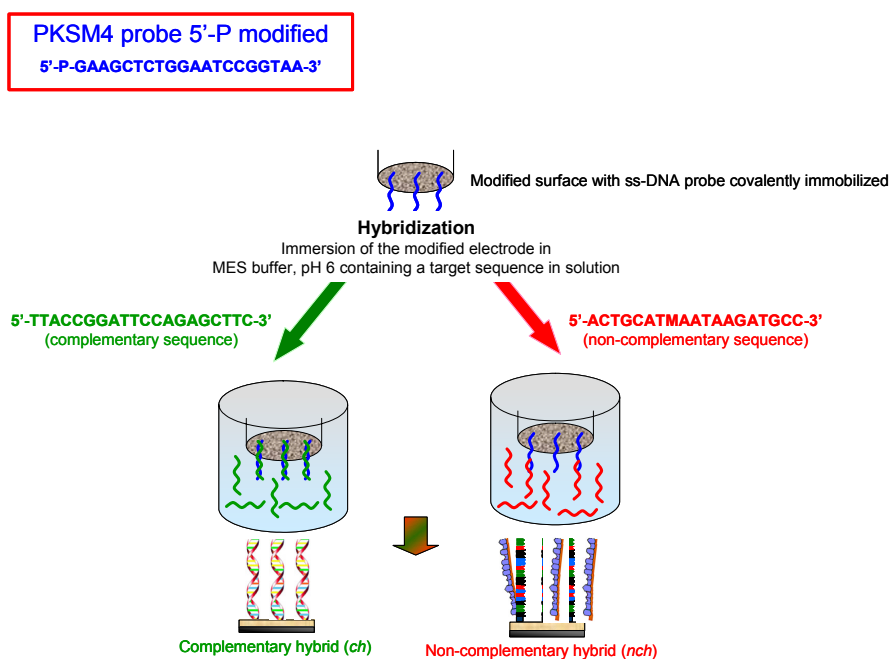 PKSM4 probe 5'-P modified
5'-P-GAAGCTCTGGAATCCGGTAA-3'
Modified surface with ss-DNA probe covalently immobilized
Hybridization
Immersion of the modified electrode in
MES buffer, pH 6 containing a target sequence in solution
5'-TTACCGGATTCCAGAGCTTC-3'
(complementary sequence)
5'-ACTGCATMAATAAGATGCC-3'
(non-complementary sequence)
Complementary hybrid (ch)
Non-complementary hybrid (nch)